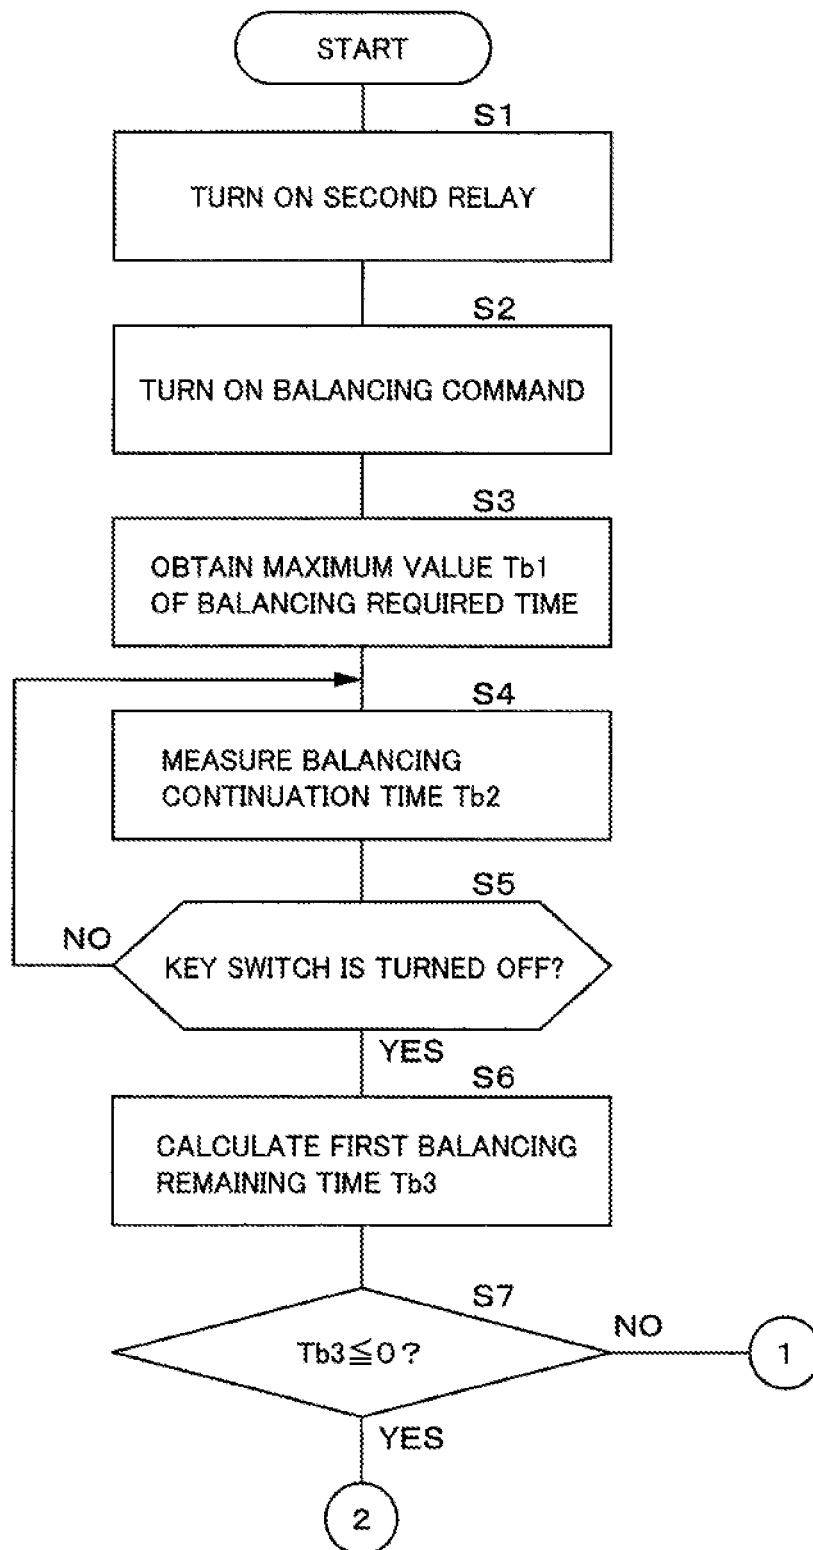 START
S1
TURN ON SECOND RELAY
S2
TURN ON BALANCING COMMAND
S3
OBTAIN MAXIMUM VALUE Tb1
OF BALANCING REQUIRED TIME
S4
MEASURE BALANCING
CONTINUATION TIME Tb2
S5
NO
KEY SWITCH IS TURNED OFF?
YES
S6
CALCULATE FIRST BALANCING
REMAINING TIME Tb3
S7
NO
Tb3≦0?
1
YES
2